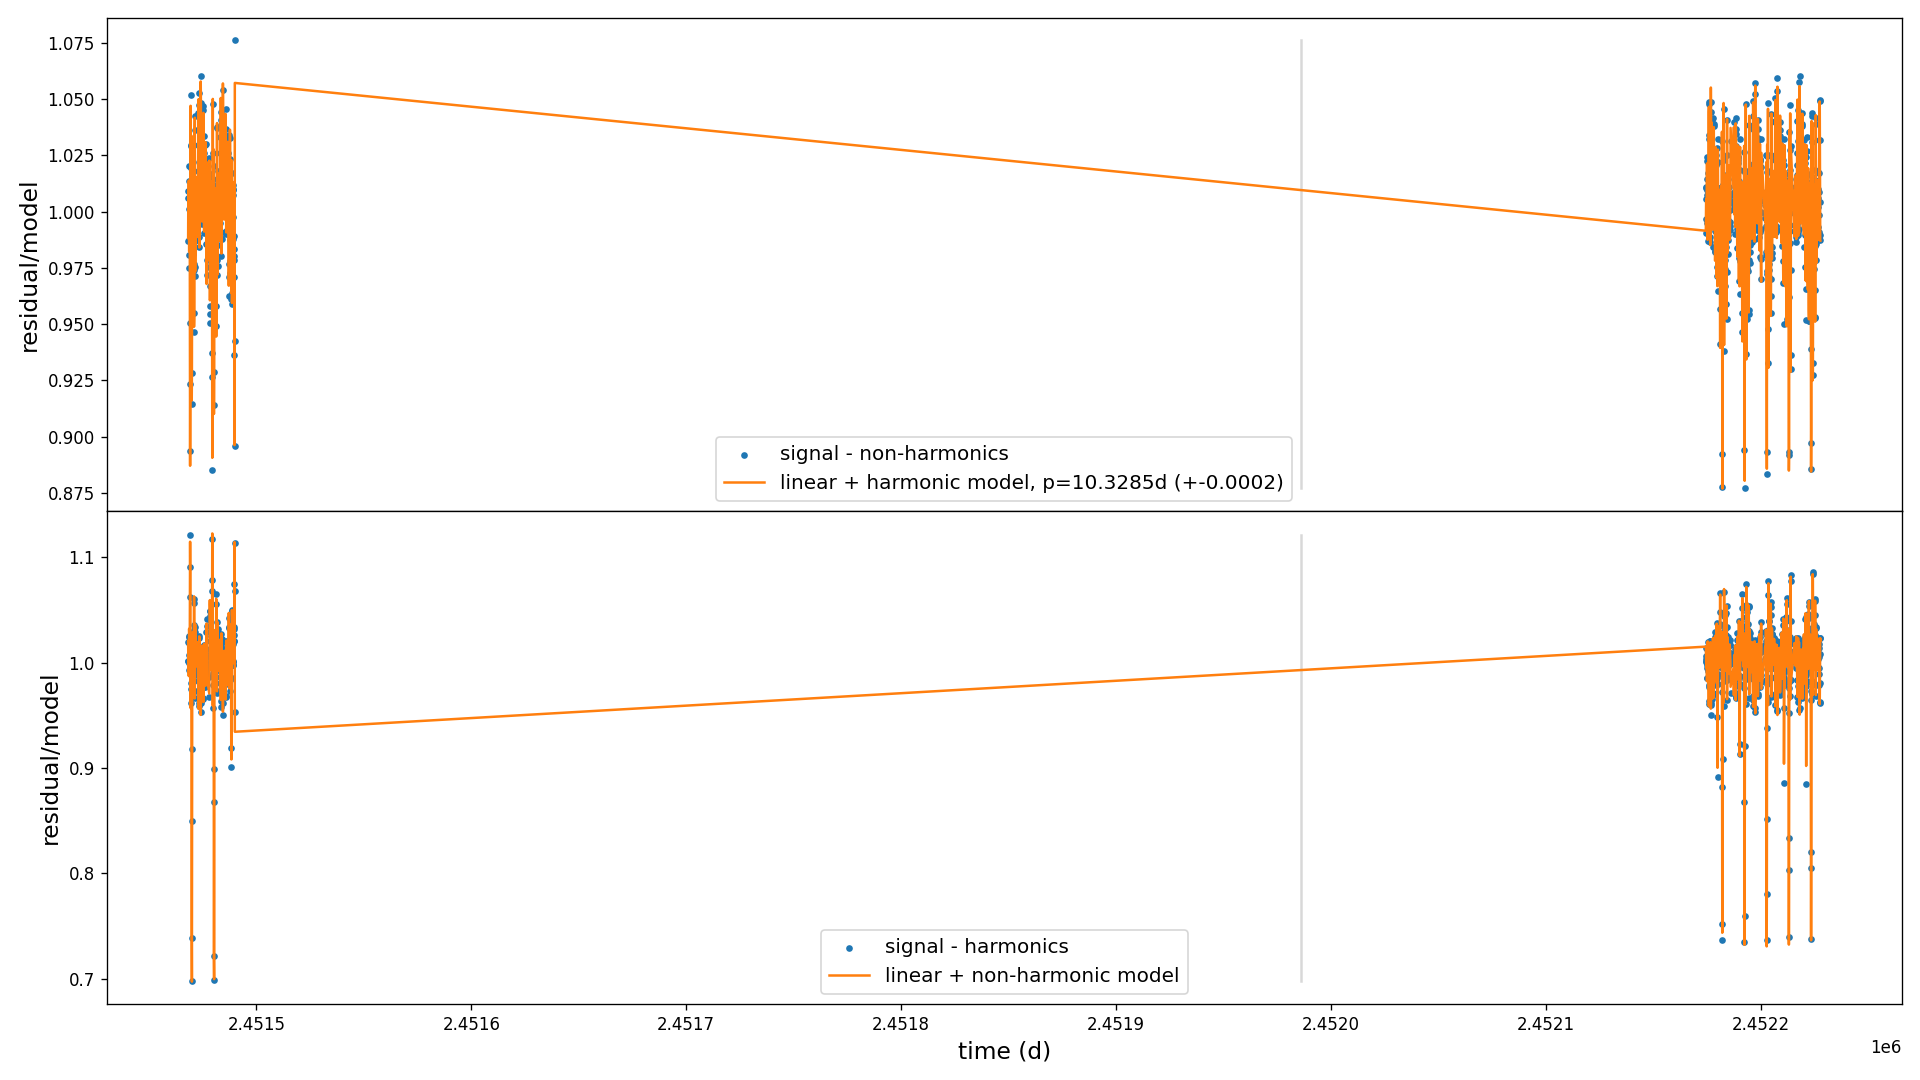 1.075
1.050
1.025
1.000
0.975
0.950
0.925
0.900
0.875
residual/model
signal - non-harmonics
linear + harmonic model, p=10.3285d (+-0.0002)
1.1
1.0
0.9
0.8
0.7
residual/model
signal - harmonics
linear + non-harmonic model
2.4515 2.4516 2.4517 2.4518 2.4519 2.4520 2.4521 2.4522
1e6
time (d)